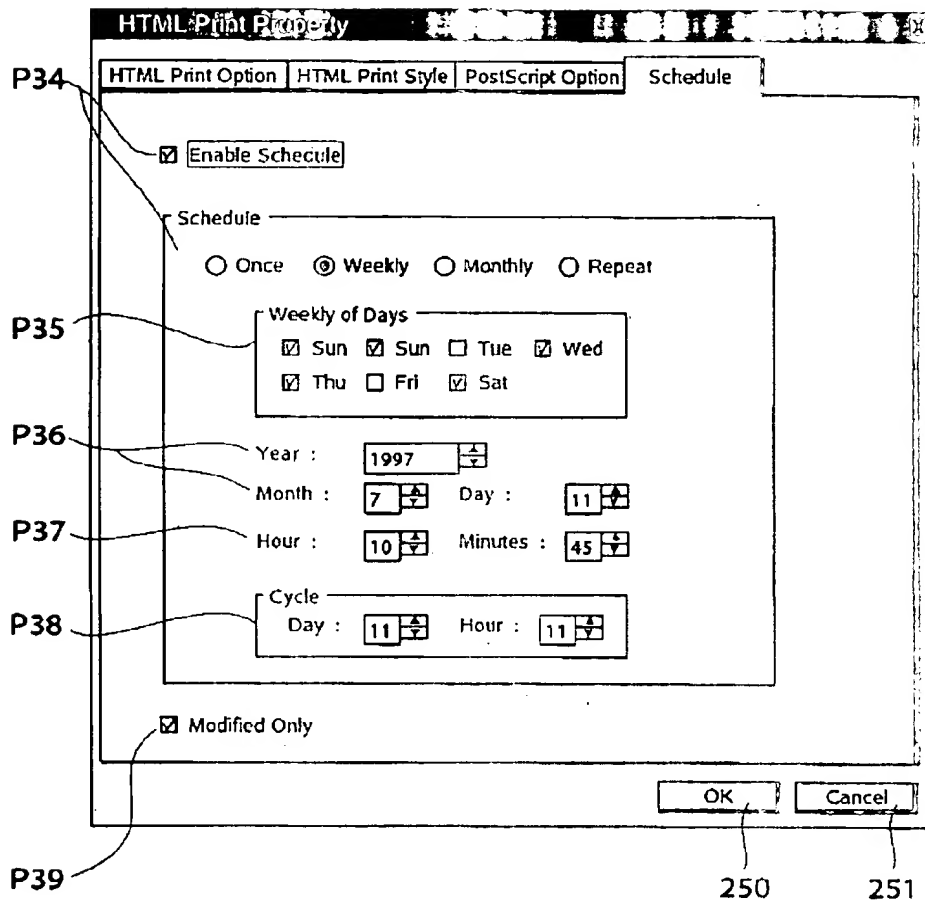 HTML Print Property
HTML Print Option HTML Print Style PostScript Option Schedule
P34
Enable Schedule
Schedule
Once Weekly Monthly Repeat
P35
Weekly of Days
Sun Sun Tue Wed
Thu Fri Sat
P36
Year : 1997
Month : 7 Day : 11
P37
Hour : 10 Minutes : 45
P38
Cycle
Day : 11 Hour : 11
Modified Only
OK Cancel
P39
250 251